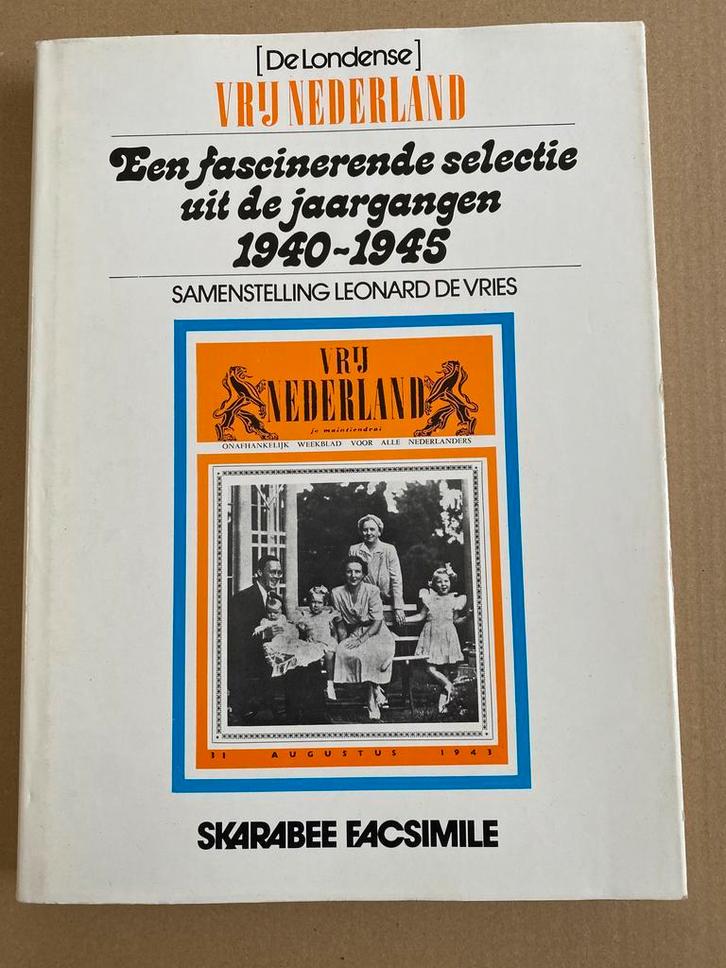 [De Londense]
VRIJ NEDERLAND
Een fascinerende selectie
uit de jaargangen
1940-1945
SAMENSTELLING LEONARD DE VRIES
VRIJ
NEDERLAND
je maintiendrai
ONAFHANKELIJK WEEKBLAD VOOR ALLE NEDERLANDERS
31 AUGUSTUS 1943
SKARABEE FACSIMILE